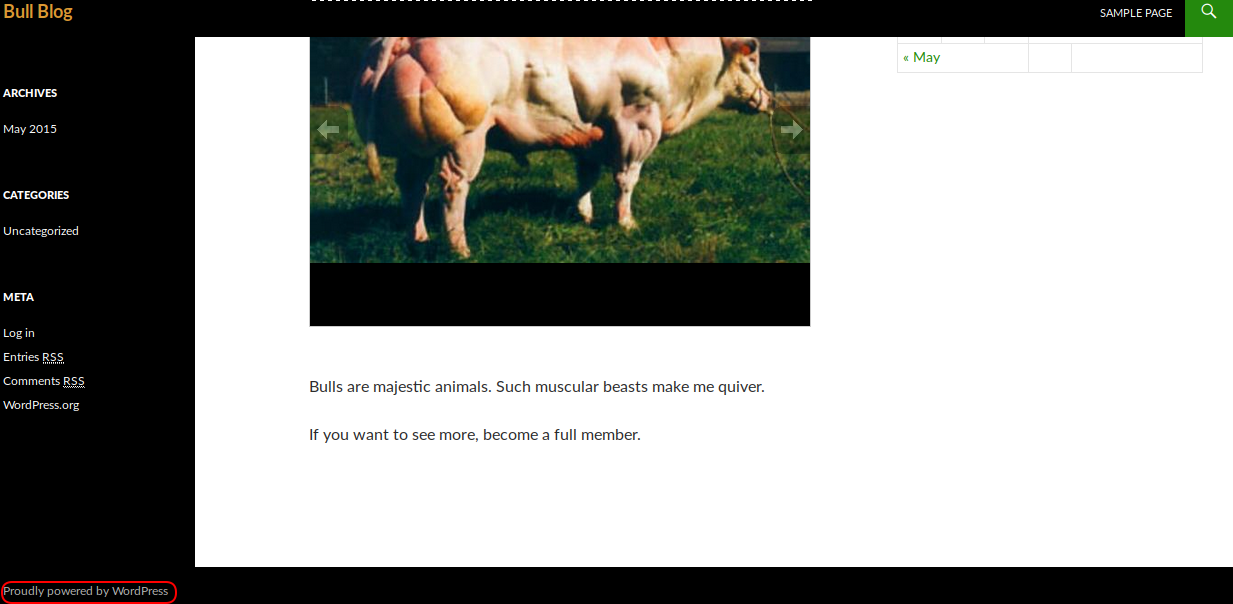 Bull Blog
SAMPLE PAGE
ARCHIVES
May 2015
CATEGORIES
Uncategorized
META
Log in
Entries RSS
Comments RSS
WordPress.org
« May
Bulls are majestic animals. Such muscular beasts make me quiver.
If you want to see more, become a full member.
Proudly powered by WordPress